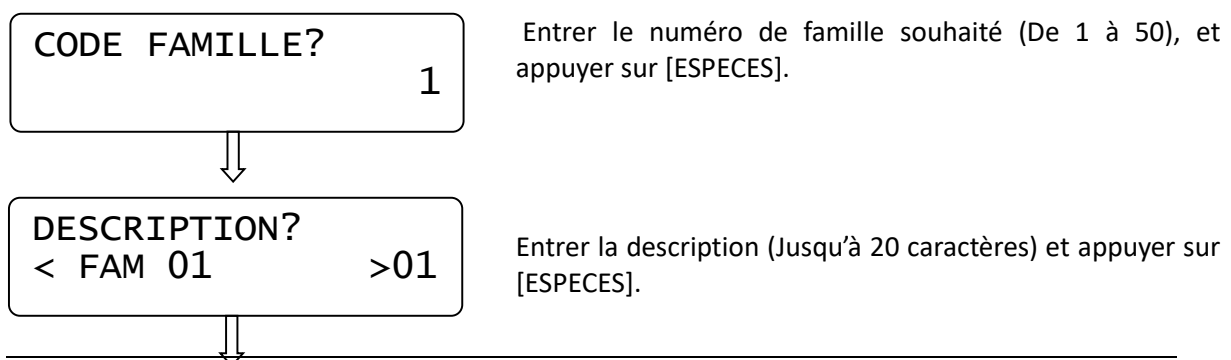 CODE FAMILLE?
1
Entrer le numéro de famille souhaité (De 1 à 50), et
appuyer sur [ESPECES].
DESCRIPTION?
< FAM 01 >01
Entrer la description (Jusqu'à 20 caractères) et appuyer sur
[ESPECES].